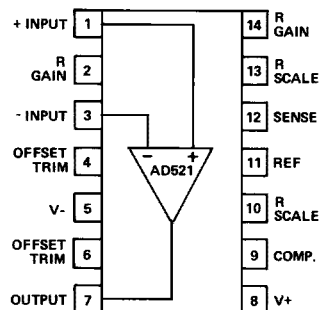 + INPUT 1
R
GAIN 2
- INPUT 3
OFFSET
TRIM 4
V- 5
OFFSET
TRIM 6
OUTPUT 7
- +
AD521
14 R
GAIN
13 R
SCALE
12 SENSE
11 REF
10 R
SCALE
9 COMP.
8 V+